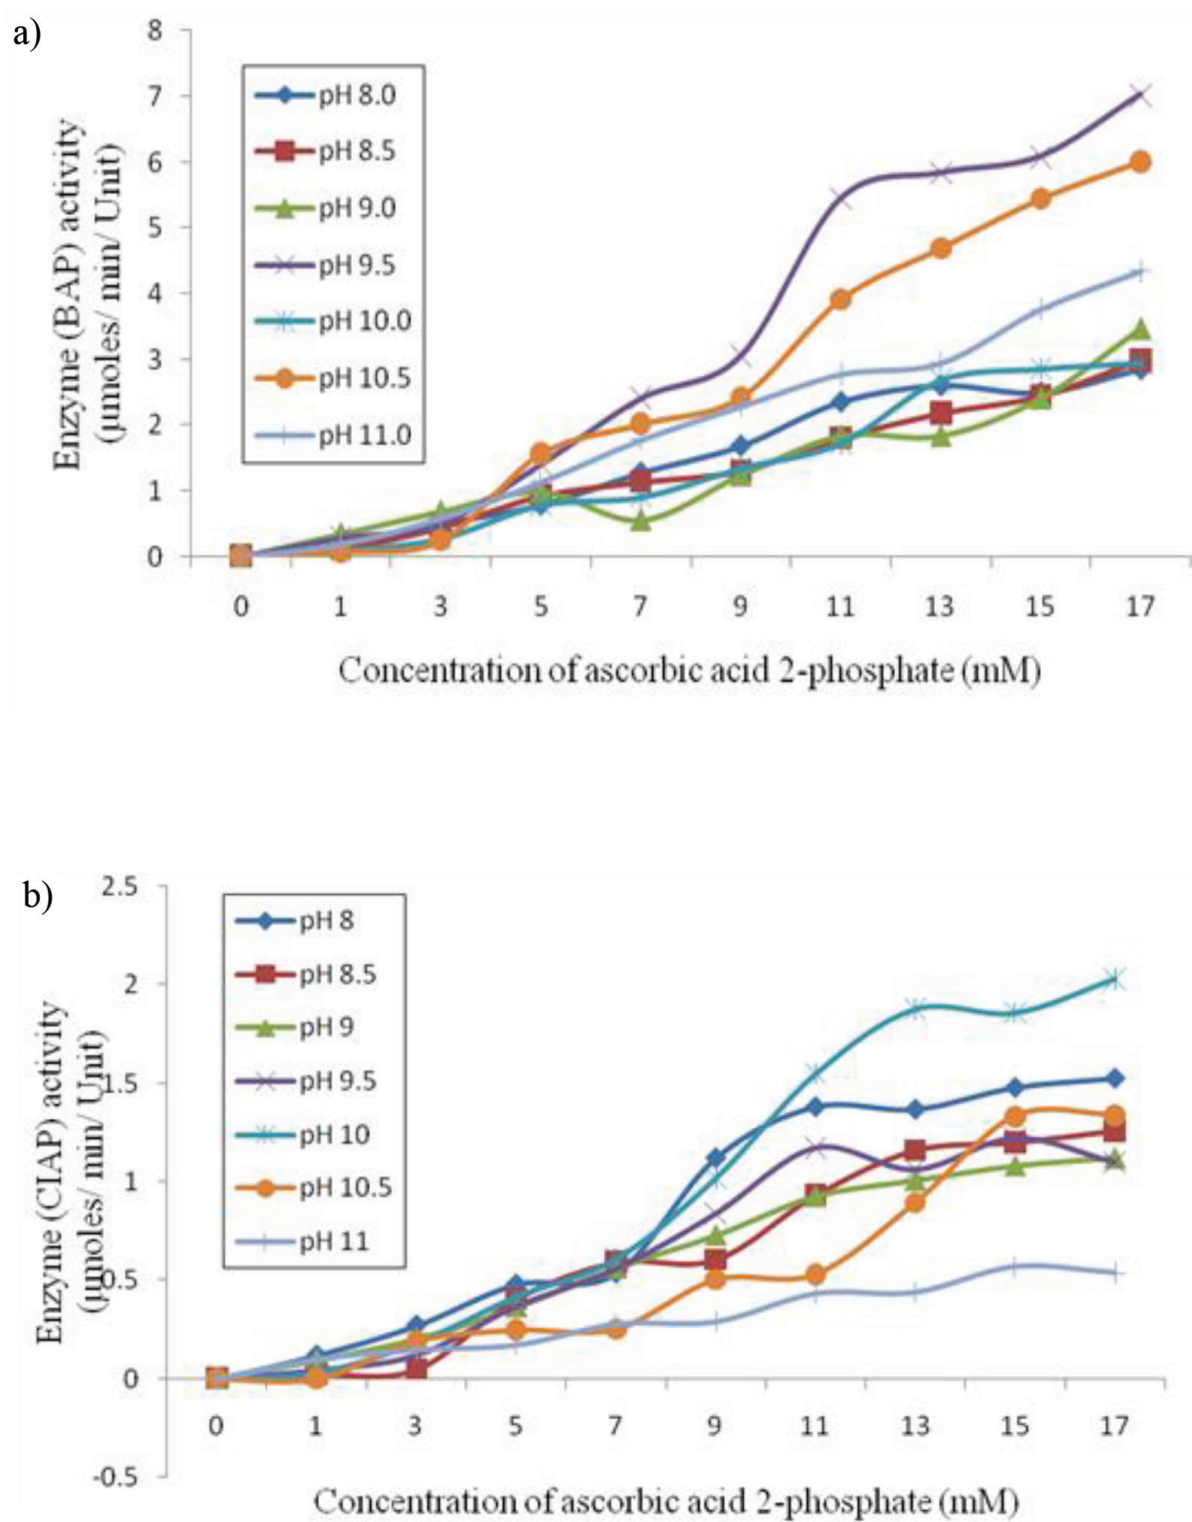 a)
8
7
6
5
4
3
2
1
0
Enzyme (BAP) activity
(µmoles/ min/ Unit)
pH 8.0
pH 8.5
pH 9.0
pH 9.5
pH 10.0
pH 10.5
pH 11.0
0 1 3 5 7 9 11 13 15 17
Concentration of ascorbic acid 2-phosphate (mM)
b)
2.5
2
1.5
1
0.5
0
-0.5
Enzyme (CIAP) activity
(µmoles/ min/ Unit)
pH 8
pH 8.5
pH 9
pH 9.5
pH 10
pH 10.5
pH 11
0 1 3 5 7 9 11 13 15 17
Concentration of ascorbic acid 2-phosphate (mM)